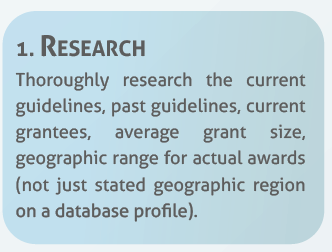 1. RESEARCH
Thoroughly research the current
guidelines, past guidelines, current
grantees, average grant size,
geographic range for actual awards
(not just stated geographic region
on a database profile).